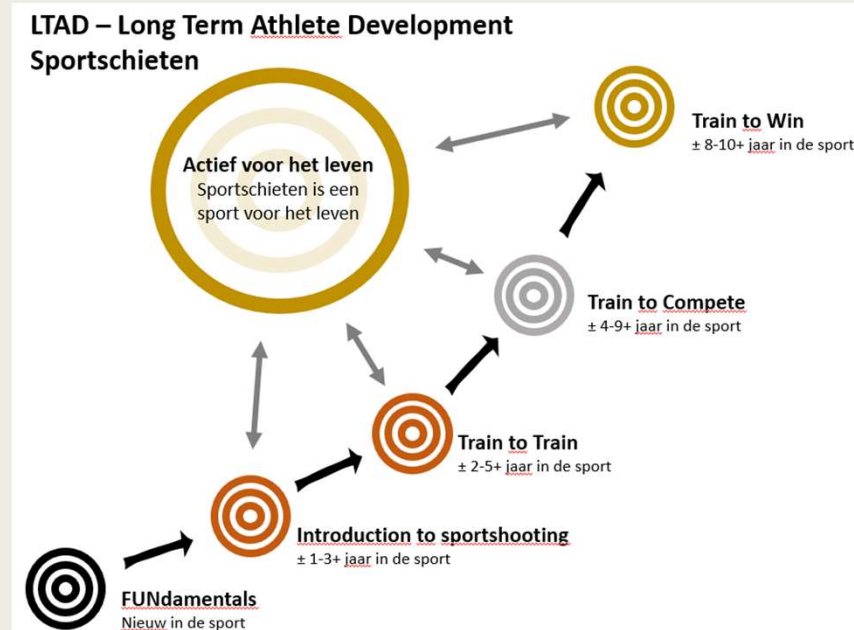 LTAD – Long Term Athlete Development
Sportschieten
Actief voor het leven
Sportschieten is een
sport voor het leven
Train to Win
± 8-10+ jaar in de sport
Train to Compete
± 4-9+ jaar in de sport
Train to Train
± 2-5+ jaar in de sport
Introduction to sportshooting
± 1-3+ jaar in de sport
FUNdamentals
Nieuw in de sport